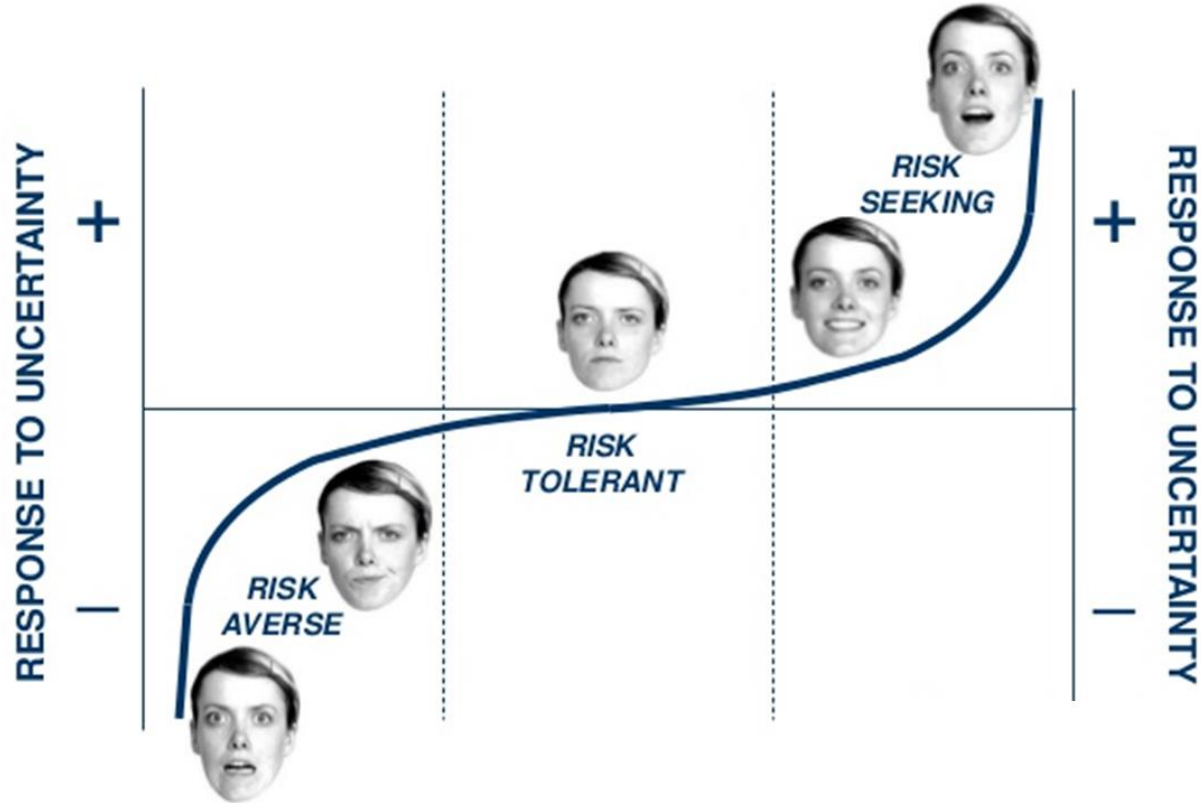 RESPONSE TO UNCERTAINTY
+
–
RISK
SEEKING
RISK
TOLERANT
RISK
AVERSE
+
–
RESPONSE TO UNCERTAINTY